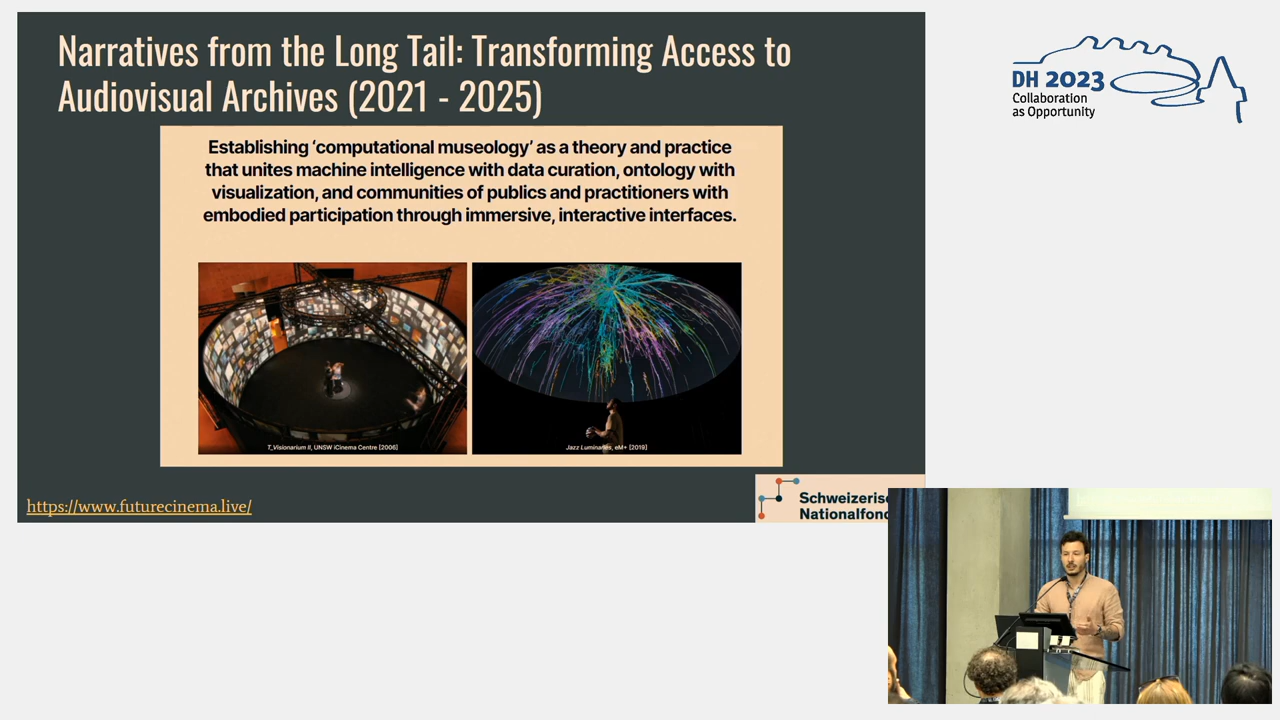 Narratives from the Long Tail: Transforming Access to
Audiovisual Archives (2021 - 2025)
Establishing ‘computational museology’ as a theory and practice
that unites machine intelligence with data curation, ontology with
visualization, and communities of publics and practitioners with
embodied participation through immersive, interactive interfaces.
T_Visionarium II, UNSW iCinema Centre [2006]
Jazz Luminaries, eM+ [2019]
https://www.futurecinema.live/
Schweizeris
Nationalfond
DH 2023
Collaboration
as Opportunity